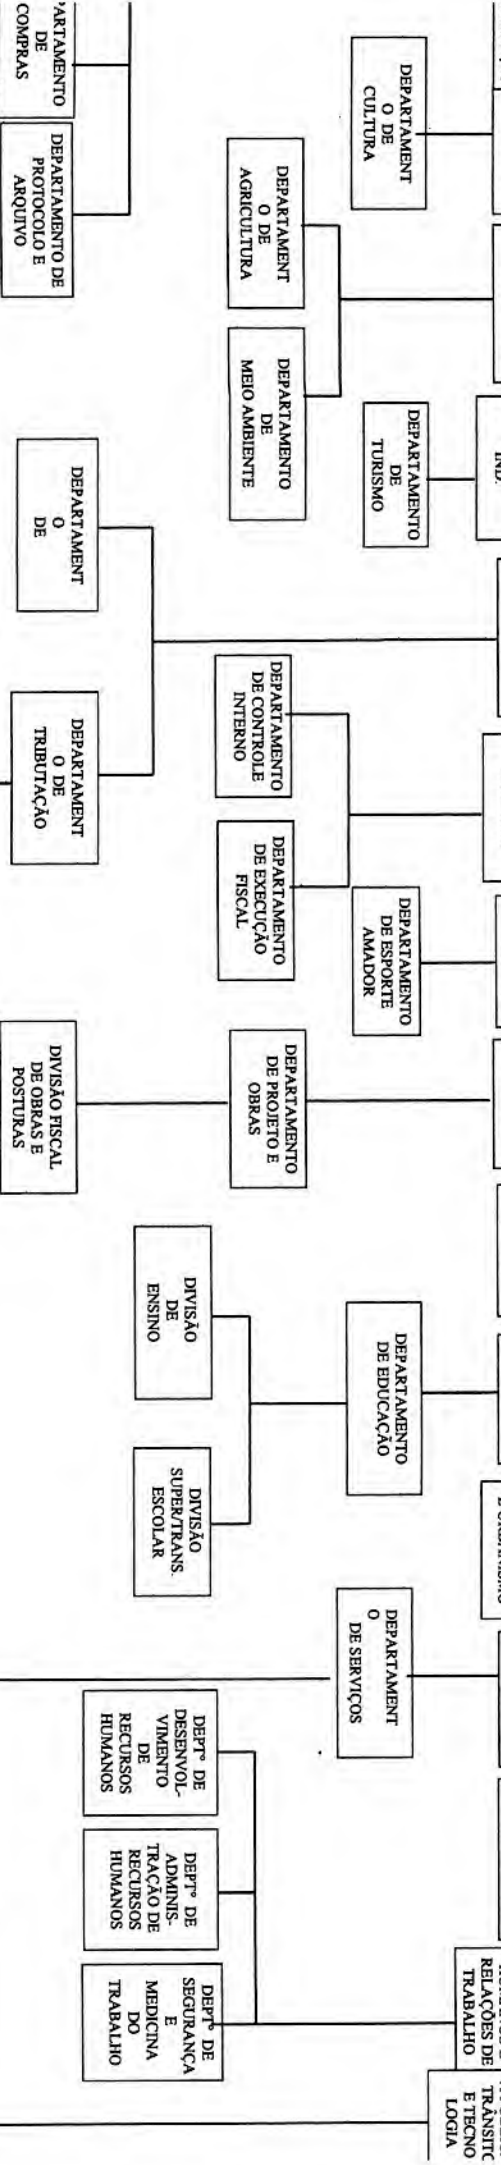 DEPARTAMENT
O DE
CULTURA
DEPARTAMENT
O DE
AGRICULTURA
DEPARTAMENTO
DE
MEIO AMBIENTE
DE
COMPRAS
DEPARTAMENTO DE
PROTOCOLO E
ARQUIVO
IND.
DEPARTAMENTO
DE
TURISMO
DEPARTAMENT
O
DE
DEPARTAMENT
O DE
TRIBUTAÇÃO
DEPARTAMENTO
DE CONTROLE
INTERNO
DEPARTAMENTO
DE EXECUÇÃO
FISCAL
DEPARTAMENTO
DE ESPORTE
AMADOR
DEPARTAMENTO
DE PROJETO E
OBRAS
DIVISÃO FISCAL
DE OBRAS E
POSTURAS
DEPARTAMENTO
DE EDUCAÇÃO
DIVISÃO
DE
ENSINO
DIVISÃO
SUPER/TRANS.
ESCOLAR
DEPARTAMENT
O
DE SERVIÇOS
DEPTº DE
DESENVOL-
VIMENTO
DE
RECURSOS
HUMANOS
DEPTº DE
ADMINIS-
TRAÇÃO DE
RECURSOS
HUMANOS
DEPTº DE
SEGURANÇA
E
MEDICINA
DO
TRABALHO
RELAÇÕES DE
TRABALHO
TRÂNSITO
E TECNO
LOGIA